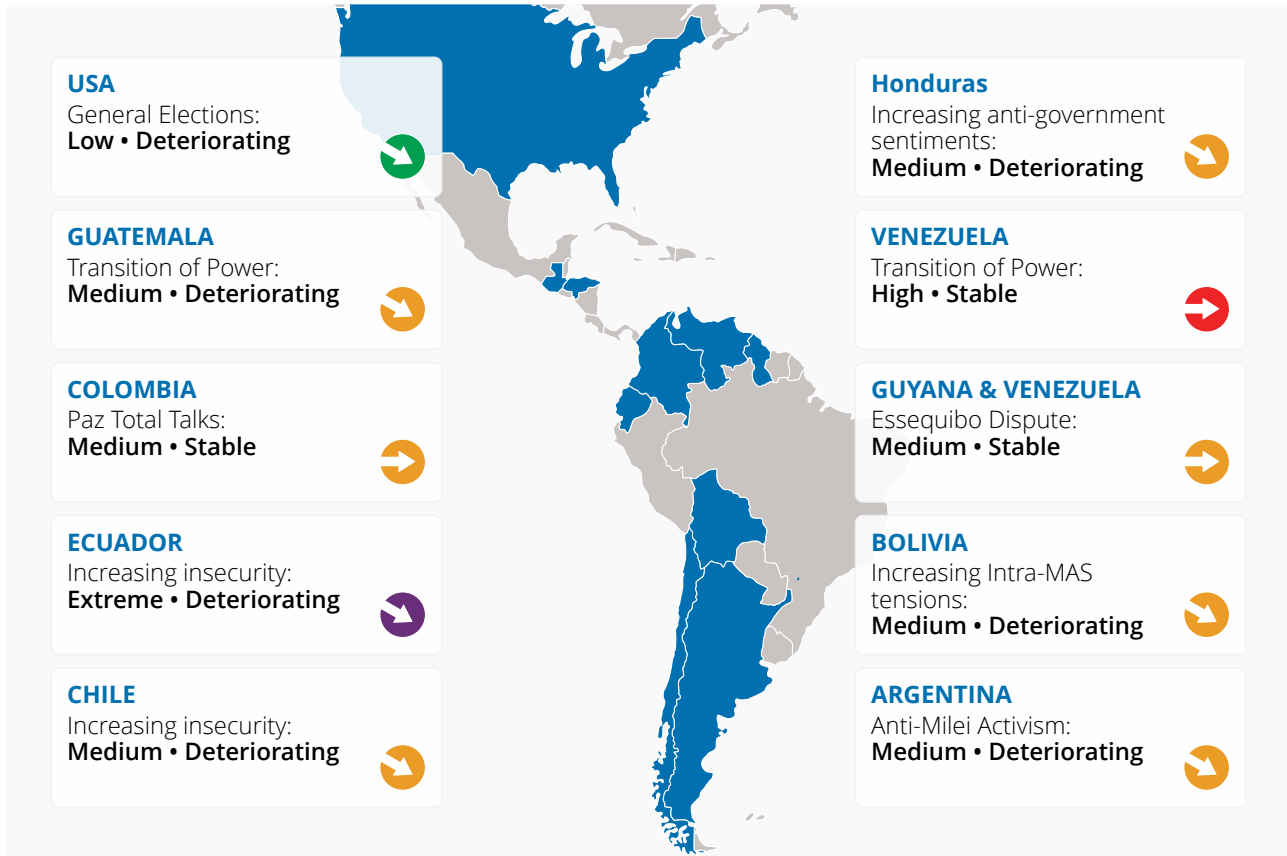 USA
General Elections:
Low • Deteriorating
GUATEMALA
Transition of Power:
Medium • Deteriorating
COLOMBIA
Paz Total Talks:
Medium • Stable
ECUADOR
Increasing insecurity:
Extreme • Deteriorating
CHILE
Increasing insecurity:
Medium • Deteriorating
Honduras
Increasing anti-government
sentiments:
Medium • Deteriorating
VENEZUELA
Transition of Power:
High • Stable
GUYANA & VENEZUELA
Essequibo Dispute:
Medium • Stable
BOLIVIA
Increasing Intra-MAS
tensions:
Medium • Deteriorating
ARGENTINA
Anti-Milei Activism:
Medium • Deteriorating